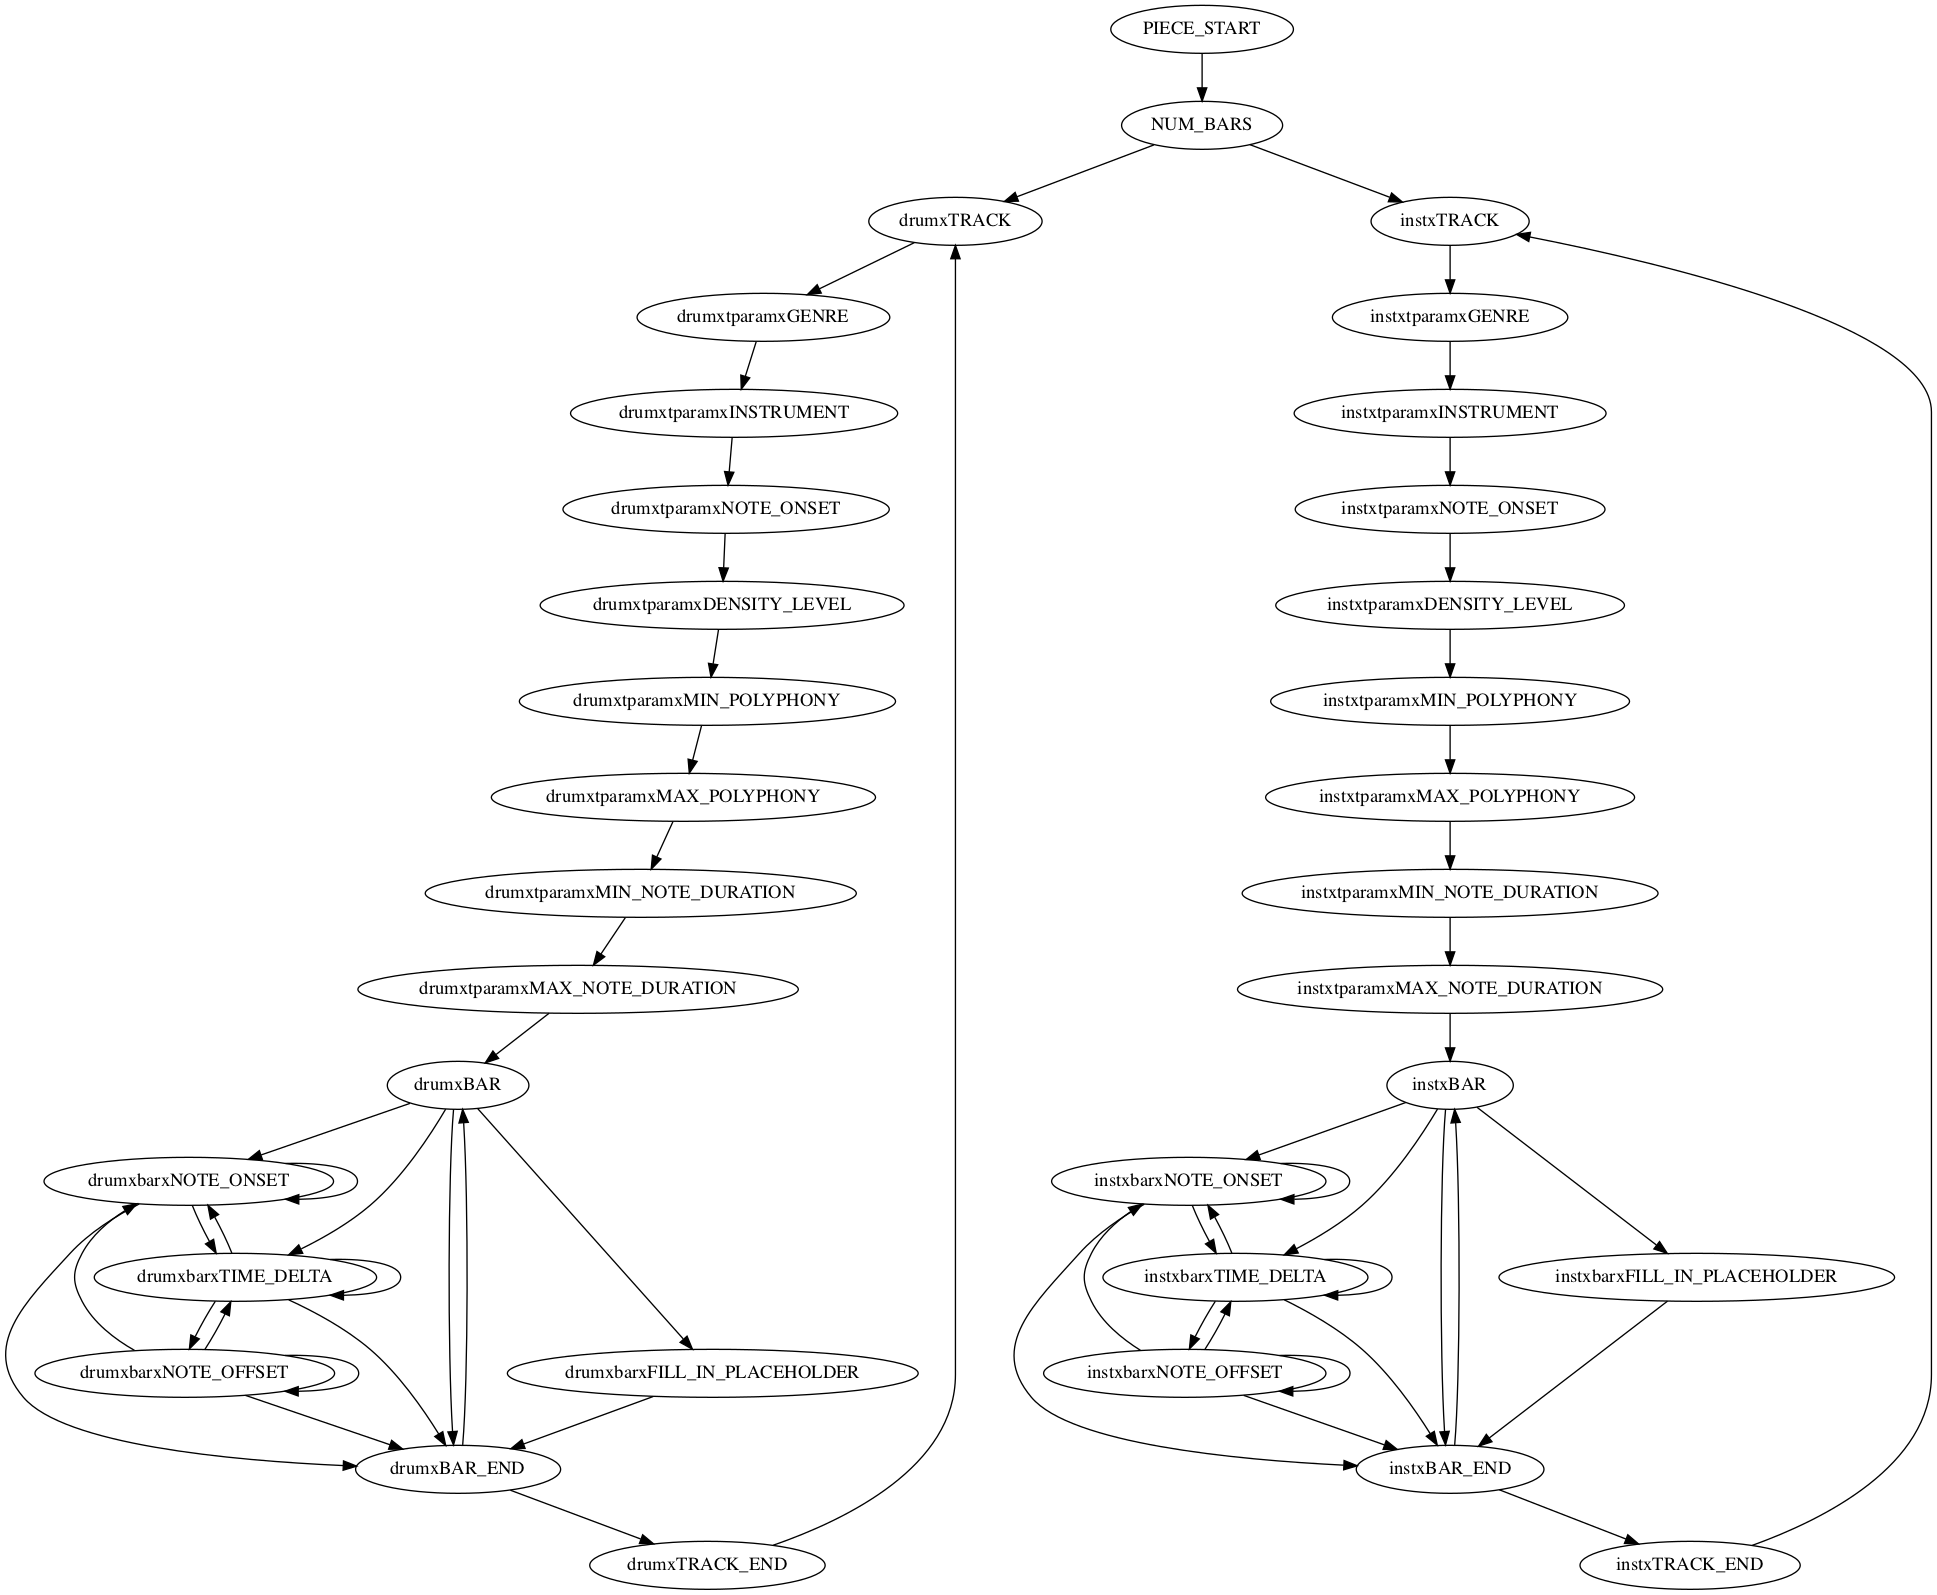 PIECE_START
NUM_BARS
drumxTRACK
instxTRACK
drumxtparamxGENRE
instxtparamxGENRE
drumxtparamxINSTRUMENT
instxtparamxINSTRUMENT
drumxtparamxNOTE_ONSET
instxtparamxNOTE_ONSET
drumxtparamxDENSITY_LEVEL
instxtparamxDENSITY_LEVEL
drumxtparamxMIN_POLYPHONY
instxtparamxMIN_POLYPHONY
drumxtparamxMAX_POLYPHONY
instxtparamxMAX_POLYPHONY
drumxtparamxMIN_NOTE_DURATION
instxtparamxMIN_NOTE_DURATION
drumxtparamxMAX_NOTE_DURATION
instxtparamxMAX_NOTE_DURATION
drumxBAR
instxBAR
drumxbarxNOTE_ONSET
instxbarxNOTE_ONSET
drumxbarxTIME_DELTA
instxbarxTIME_DELTA
instxbarxFILL_IN_PLACEHOLDER
drumxbarxNOTE_OFFSET
drumxbarxFILL_IN_PLACEHOLDER
instxbarxNOTE_OFFSET
drumxBAR_END
instxBAR_END
drumxTRACK_END
instxTRACK_END